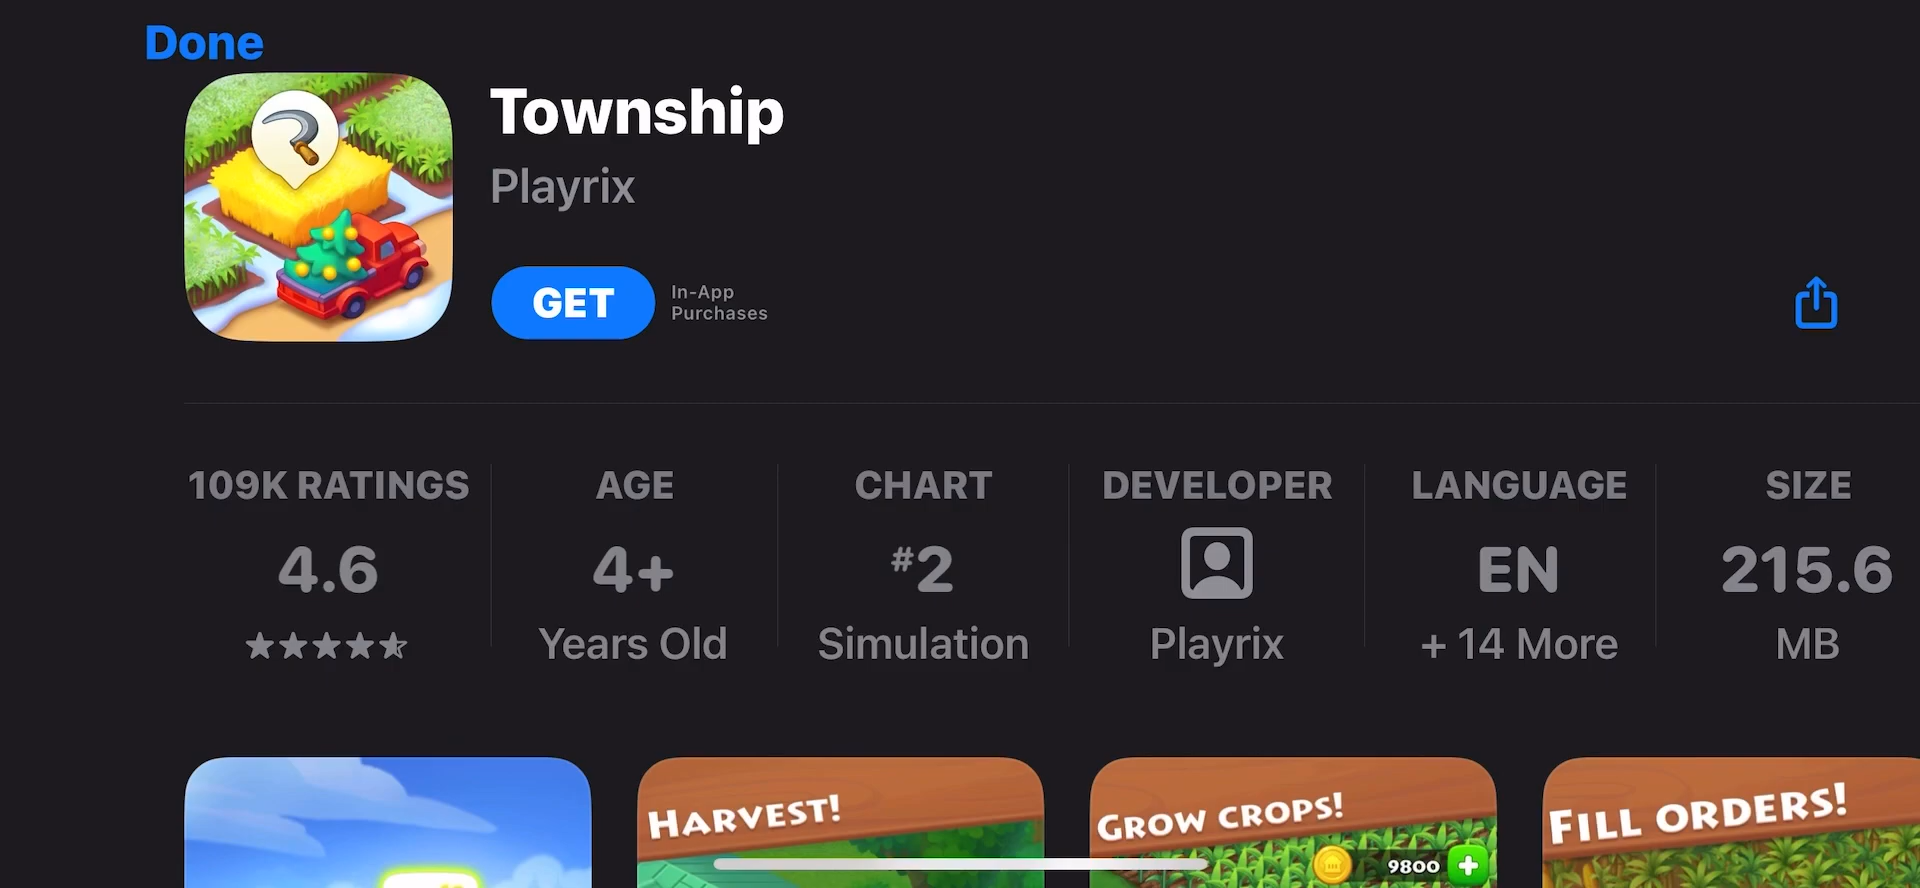 Done
Township
Playrix
GET
In-App
Purchases
109K RATINGS
4.6
AGE
4+
Years Old
CHART
#2
Simulation
DEVELOPER
Playrix
LANGUAGE
EN
+ 14 More
SIZE
215.6
MB
HARVEST!
GROW CROPS!
9800
FILL ORDERS!